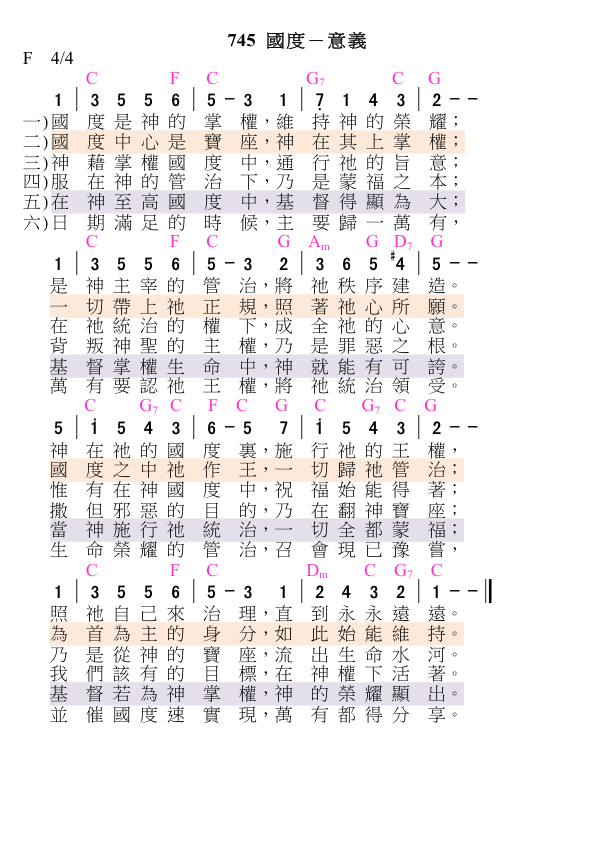 745 國度－意義
F 4/4
C F C G7 C G
1 | 3 5 5 6 | 5 - 3 1 | 7̣ 1 4 3 | 2 - -
一)國 度是神的 掌 權，維 持神的榮 耀；
二)國 度中心是 寶 座，神 在其上掌 權；
三)神 藉掌權國 度 中，通 行祂的旨 意；
四)服 在神的管 治 下，乃 是蒙福之 本；
五)在 神至高國 度 中，基 督得顯為 大；
六)日 期滿足的 時 候，主 要歸一萬 有，
C F C G Am G D7 G
1 | 3 5 5 6 | 5 - 3 2 | 3 6 5 #4 | 5 - -
是 神主宰的 管 治，將 祂秩序建 造。
一 切帶上祂 正 規，照 著祂心所 願。
在 祂統治的 權 下，成 全祂的心 意。
背 叛神聖的 主 權，乃 是罪惡之 根。
基 督掌權生 命 中，神 就能有可 誇。
萬 有要認祂 王 權，將 祂統治領 受。
C G7 C F C G C G7 C G
5 | 1̇ 5 4 3 | 6 - 5 7 | 1̇ 5 4 3 | 2 - -
神 在祂的國 度 裏，施 行祂的王 權，
國 度之中祂 作 王，一 切歸祂管 治；
惟 有在神國 度 中，祝 福始能得 著；
撒 但邪惡的 目 的，乃 在翻神寶 座；
當 神施行祂 統 治，一 切全都蒙 福；
生 命榮耀的 管 治，召 會現已豫 嘗，
C F C Dm C G7 C
1 | 3 5 5 6 | 5 - 3 1 | 2 4 3 2 | 1 - - ‖
照 祂自己來 治 理，直 到永永遠 遠。
為 首為主的 身 分，如 此始能維 持。
乃 是從神的 寶 座，流 出生命水 河。
我 們該有的 目 標，在 神權下活 著。
基 督若為神 掌 權，神 的榮耀顯 出。
並 催國度速 實 現，萬 有都得分 享。